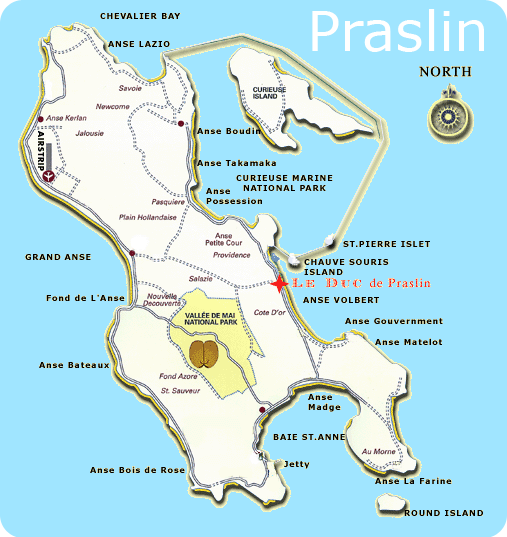 Praslin
CHEVALIER BAY
ANSE LAZIO
NORTH
Savoie
CURIEUSE
ISLAND
Newcome
Anse Kerlan
Jalousie
Anse Boudin
AIRSTRIP
Anse Takamaka
CURIEUSE MARINE
NATIONAL PARK
Anse
Possession
Pasquiere
Plain Hollandaise
Anse
Petite Cour
ST.PIERRE ISLET
Providence
GRAND ANSE
CHAUVE SOURIS
ISLAND
Salazie
LE DUC de Praslin
Fond de L'Anse
Nouvelle
Decouverte
ANSE VOLBERT
VALLÉE DE MAI
NATIONAL PARK
Cote D'or
Anse Gouvernment
Anse Matelot
Anse Bateaux
Fond Azore
St. Sauveur
Anse
Madge
BAIE ST.ANNE
Au Morne
Anse Bois de Rose
Jetty
Anse La Farine
ROUND ISLAND